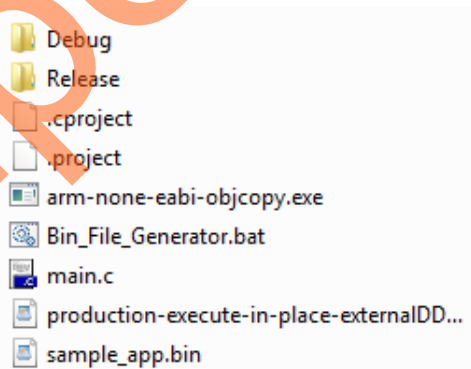 Debug
Release
.cproject
.project
arm-none-eabi-objcopy.exe
Bin_File_Generator.bat
main.c
production-execute-in-place-externalDD...
sample_app.bin